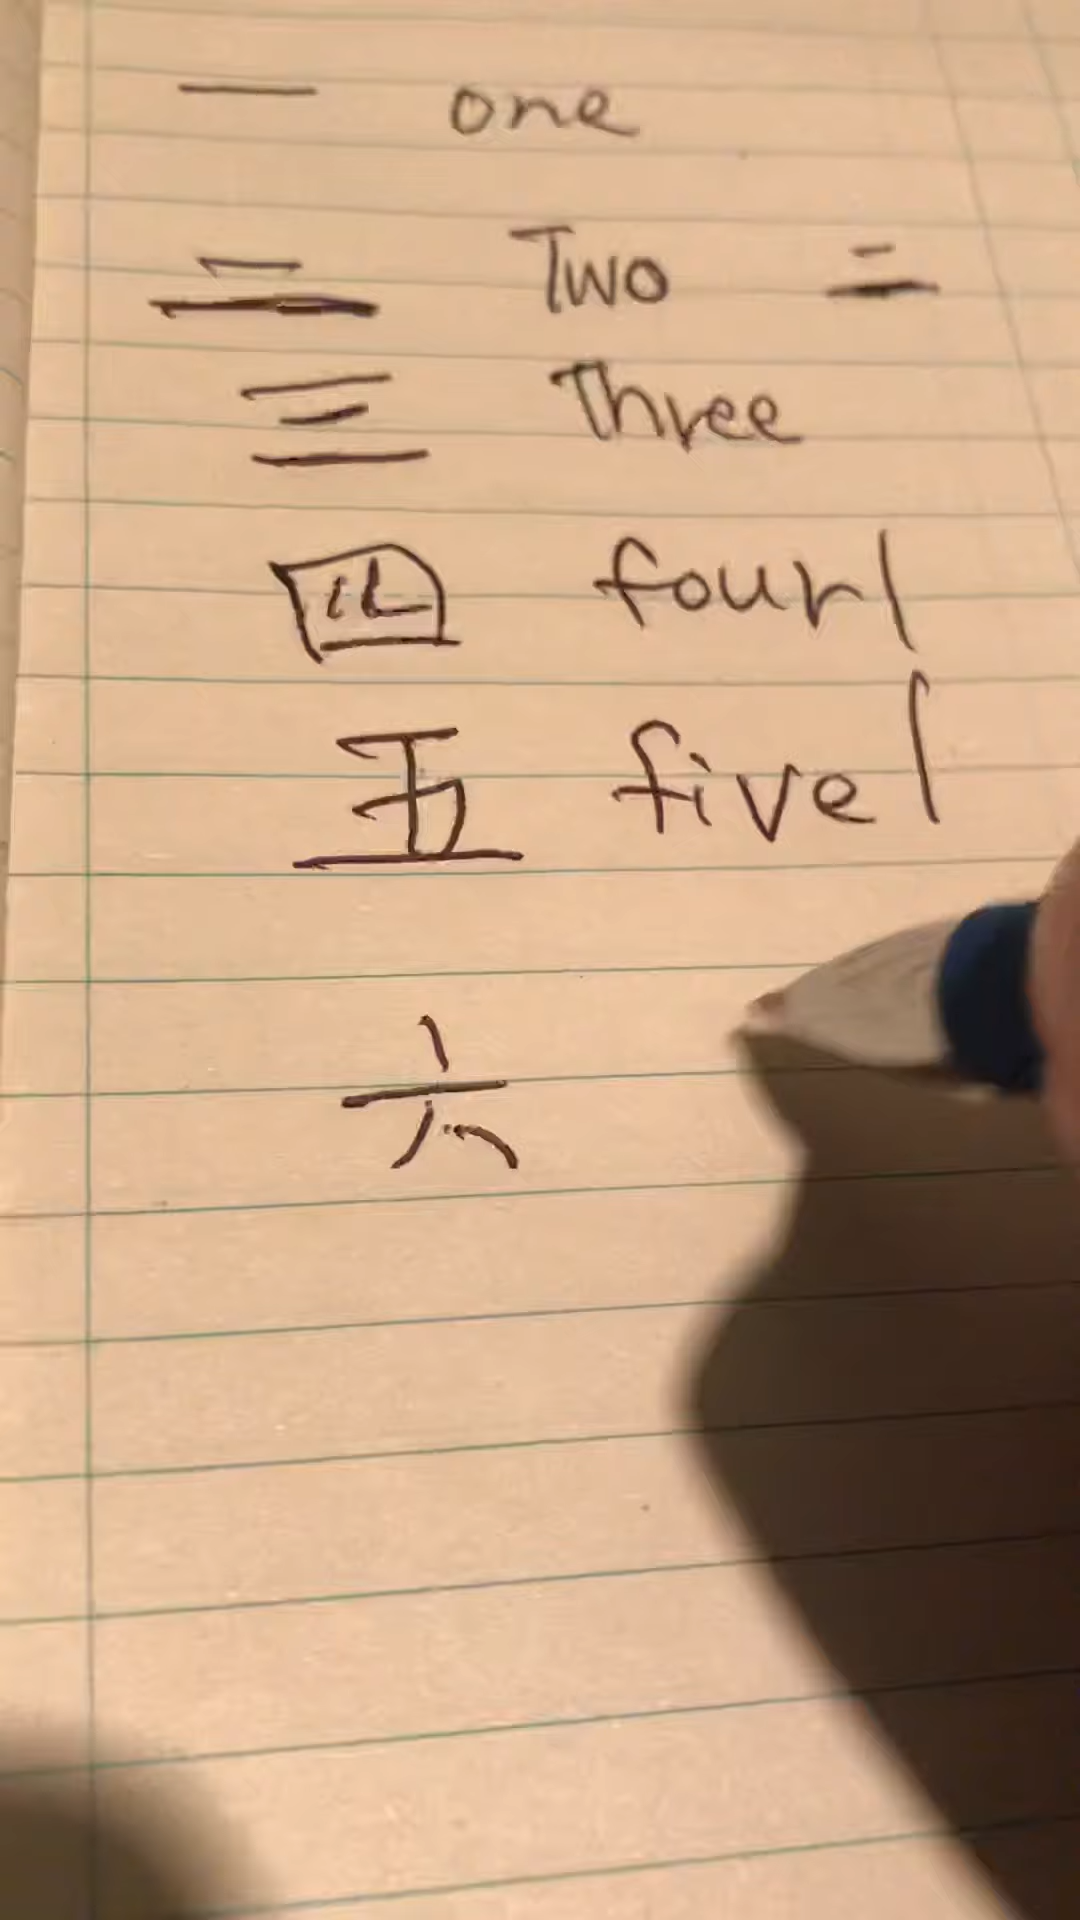 一 one
二 Two 二
三 Three
四 four|
五 five|
六